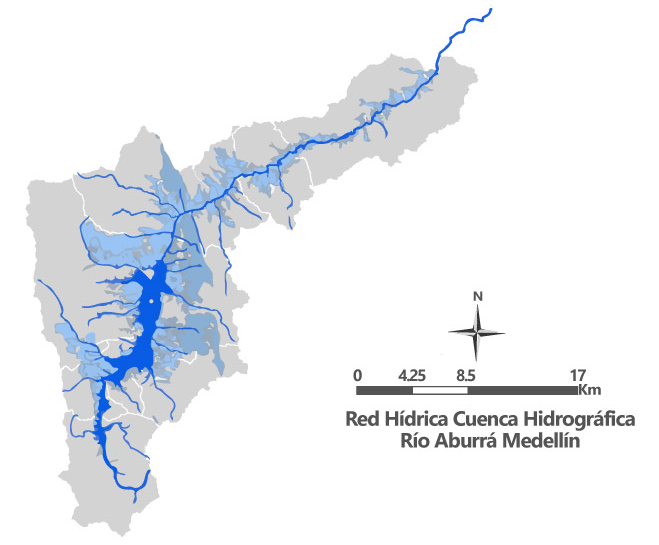 N
0 4.25 8.5 17
Km
Red Hídrica Cuenca Hidrográfica
Río Aburrá Medellín